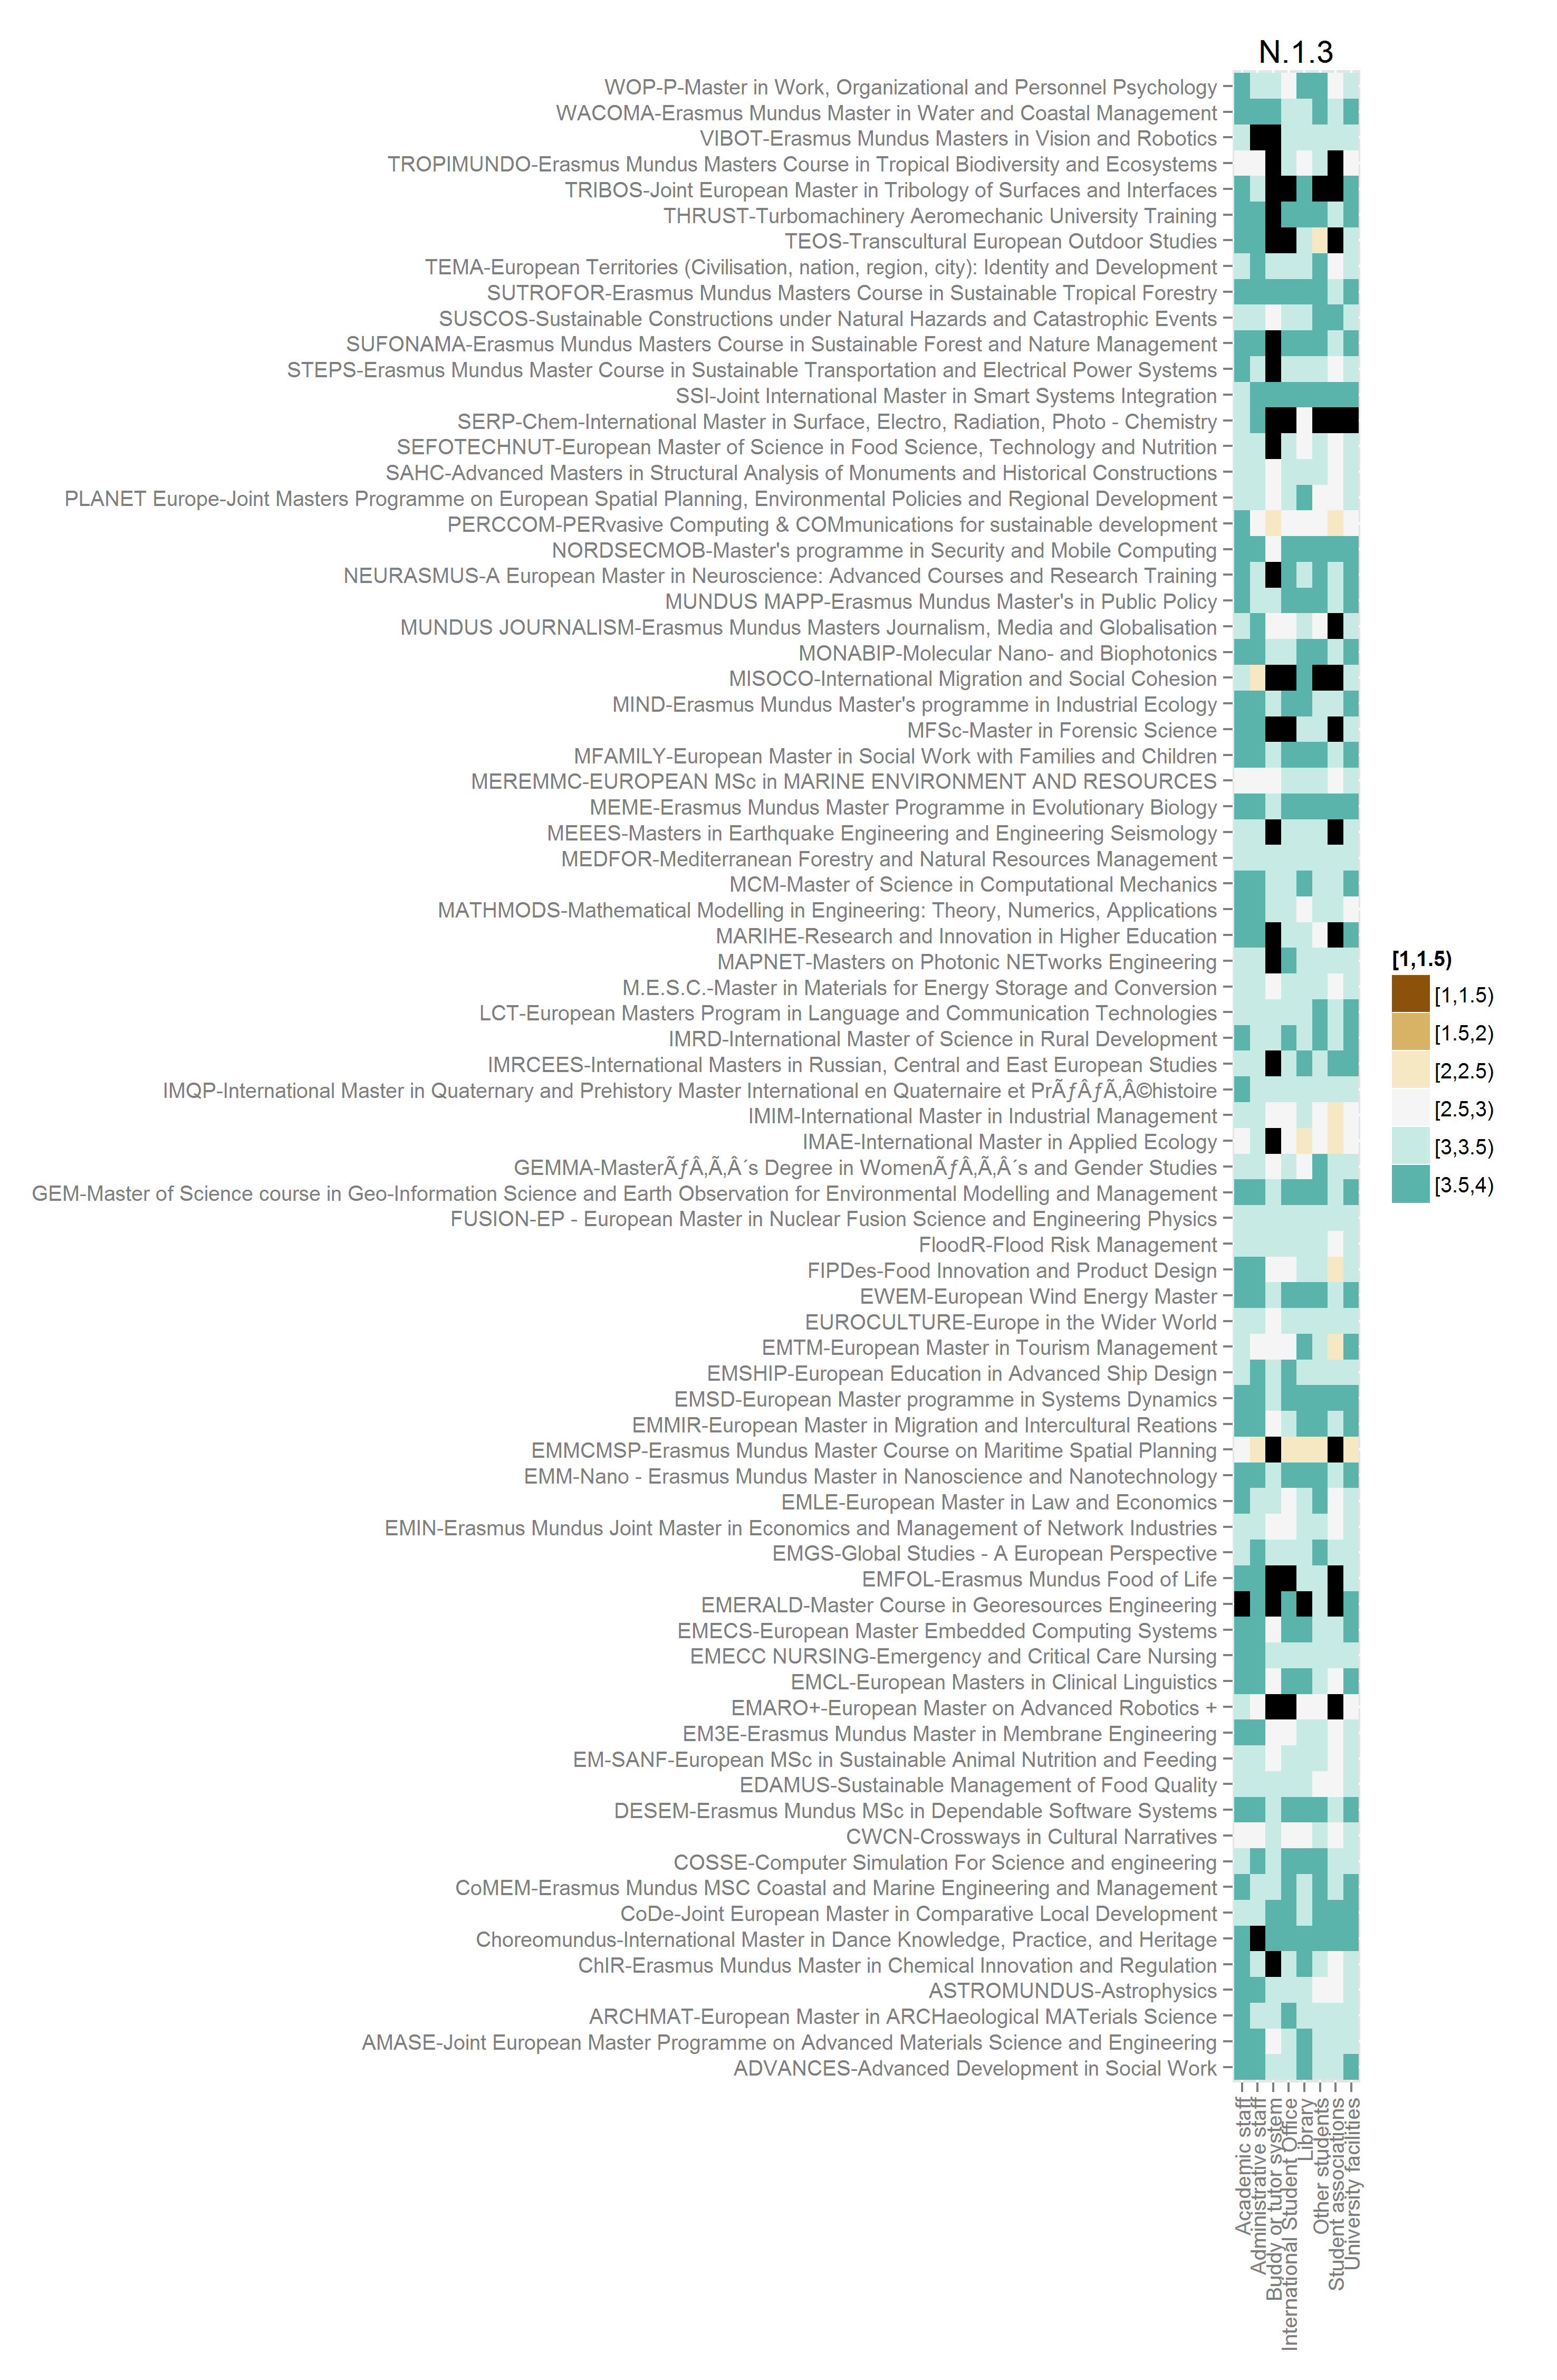 N.1.3
WOP-P-Master in Work, Organizational and Personnel Psychology
WACOMA-Erasmus Mundus Master in Water and Coastal Management
VIBOT-Erasmus Mundus Masters in Vision and Robotics
TROPIMUNDO-Erasmus Mundus Masters Course in Tropical Biodiversity and Ecosystems
TRIBOS-Joint European Master in Tribology of Surfaces and Interfaces
THRUST-Turbomachinery Aeromechanic University Training
TEOS-Transcultural European Outdoor Studies
TEMA-European Territories (Civilisation, nation, region, city): Identity and Development
SUTROFOR-Erasmus Mundus Masters Course in Sustainable Tropical Forestry
SUSCOS-Sustainable Constructions under Natural Hazards and Catastrophic Events
SUFONAMA-Erasmus Mundus Masters Course in Sustainable Forest and Nature Management
STEPS-Erasmus Mundus Master Course in Sustainable Transportation and Electrical Power Systems
SSI-Joint International Master in Smart Systems Integration
SERP-Chem-International Master in Surface, Electro, Radiation, Photo - Chemistry
SEFOTECHNUT-European Master of Science in Food Science, Technology and Nutrition
SAHC-Advanced Masters in Structural Analysis of Monuments and Historical Constructions
PLANET Europe-Joint Masters Programme on European Spatial Planning, Environmental Policies and Regional Development
PERCCOM-PERvasive Computing & COMmunications for sustainable development
NORDSECMOB-Master's programme in Security and Mobile Computing
NEURASMUS-A European Master in Neuroscience: Advanced Courses and Research Training
MUNDUS MAPP-Erasmus Mundus Master's in Public Policy
MUNDUS JOURNALISM-Erasmus Mundus Masters Journalism, Media and Globalisation
MONABIP-Molecular Nano- and Biophotonics
MISOCO-International Migration and Social Cohesion
MIND-Erasmus Mundus Master's programme in Industrial Ecology
MFSc-Master in Forensic Science
MFAMILY-European Master in Social Work with Families and Children
MEREMMC-EUROPEAN MSc in MARINE ENVIRONMENT AND RESOURCES
MEME-Erasmus Mundus Master Programme in Evolutionary Biology
MEEES-Masters in Earthquake Engineering and Engineering Seismology
MEDFOR-Mediterranean Forestry and Natural Resources Management
MCM-Master of Science in Computational Mechanics
MATHMODS-Mathematical Modelling in Engineering: Theory, Numerics, Applications
MARIHE-Research and Innovation in Higher Education
MAPNET-Masters on Photonic NETworks Engineering
M.E.S.C.-Master in Materials for Energy Storage and Conversion
LCT-European Masters Program in Language and Communication Technologies
IMRD-International Master of Science in Rural Development
IMRCEES-International Masters in Russian, Central and East European Studies
IMQP-International Master in Quaternary and Prehistory Master International en Quaternaire et PrÃƒÂƒÃ‚Â©histoire
IMIM-International Master in Industrial Management
IMAE-International Master in Applied Ecology
GEMMA-MasterÃƒÂ‚Ã‚Â´s Degree in WomenÃƒÂ‚Ã‚Â´s and Gender Studies
GEM-Master of Science course in Geo-Information Science and Earth Observation for Environmental Modelling and Management
FUSION-EP - European Master in Nuclear Fusion Science and Engineering Physics
FloodR-Flood Risk Management
FIPDes-Food Innovation and Product Design
EWEM-European Wind Energy Master
EUROCULTURE-Europe in the Wider World
EMTM-European Master in Tourism Management
EMSHIP-European Education in Advanced Ship Design
EMSD-European Master programme in Systems Dynamics
EMMIR-European Master in Migration and Intercultural Reations
EMMCMSP-Erasmus Mundus Master Course on Maritime Spatial Planning
EMM-Nano - Erasmus Mundus Master in Nanoscience and Nanotechnology
EMLE-European Master in Law and Economics
EMIN-Erasmus Mundus Joint Master in Economics and Management of Network Industries
EMGS-Global Studies - A European Perspective
EMFOL-Erasmus Mundus Food of Life
EMERALD-Master Course in Georesources Engineering
EMECS-European Master Embedded Computing Systems
EMECC NURSING-Emergency and Critical Care Nursing
EMCL-European Masters in Clinical Linguistics
EMARO+-European Master on Advanced Robotics +
EM3E-Erasmus Mundus Master in Membrane Engineering
EM-SANF-European MSc in Sustainable Animal Nutrition and Feeding
EDAMUS-Sustainable Management of Food Quality
DESEM-Erasmus Mundus MSc in Dependable Software Systems
CWCN-Crossways in Cultural Narratives
COSSE-Computer Simulation For Science and engineering
CoMEM-Erasmus Mundus MSC Coastal and Marine Engineering and Management
CoDe-Joint European Master in Comparative Local Development
Choreomundus-International Master in Dance Knowledge, Practice, and Heritage
ChIR-Erasmus Mundus Master in Chemical Innovation and Regulation
ASTROMUNDUS-Astrophysics
ARCHMAT-European Master in ARCHaeological MATerials Science
AMASE-Joint European Master Programme on Advanced Materials Science and Engineering
ADVANCES-Advanced Development in Social Work
Academic staff
Administrative staff
Buddy or tutor system
International Student Office
Library
Other students
Student associations
University facilities
[1,1.5)
[1,1.5)
[1.5,2)
[2,2.5)
[2.5,3)
[3,3.5)
[3.5,4)